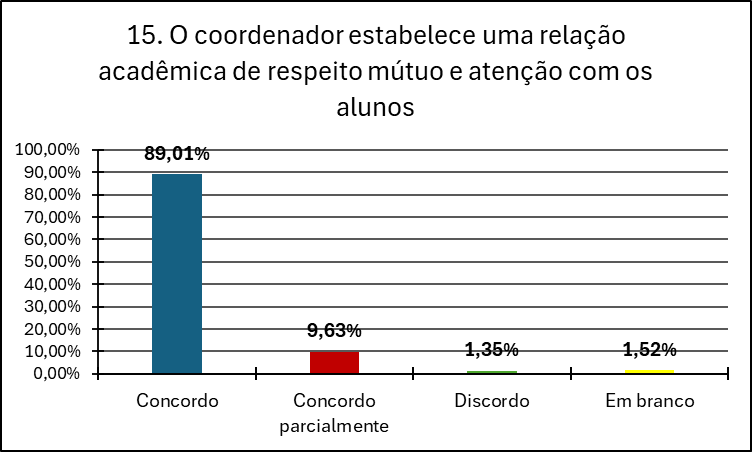 15. O coordenador estabelece uma relação
acadêmica de respeito mútuo e atenção com os
alunos
100,00%
90,00%
80,00%
70,00%
60,00%
50,00%
40,00%
30,00%
20,00%
10,00%
0,00%
89,01%
9,63%
1,35%
1,52%
Concordo
Concordo
parcialmente
Discordo
Em branco